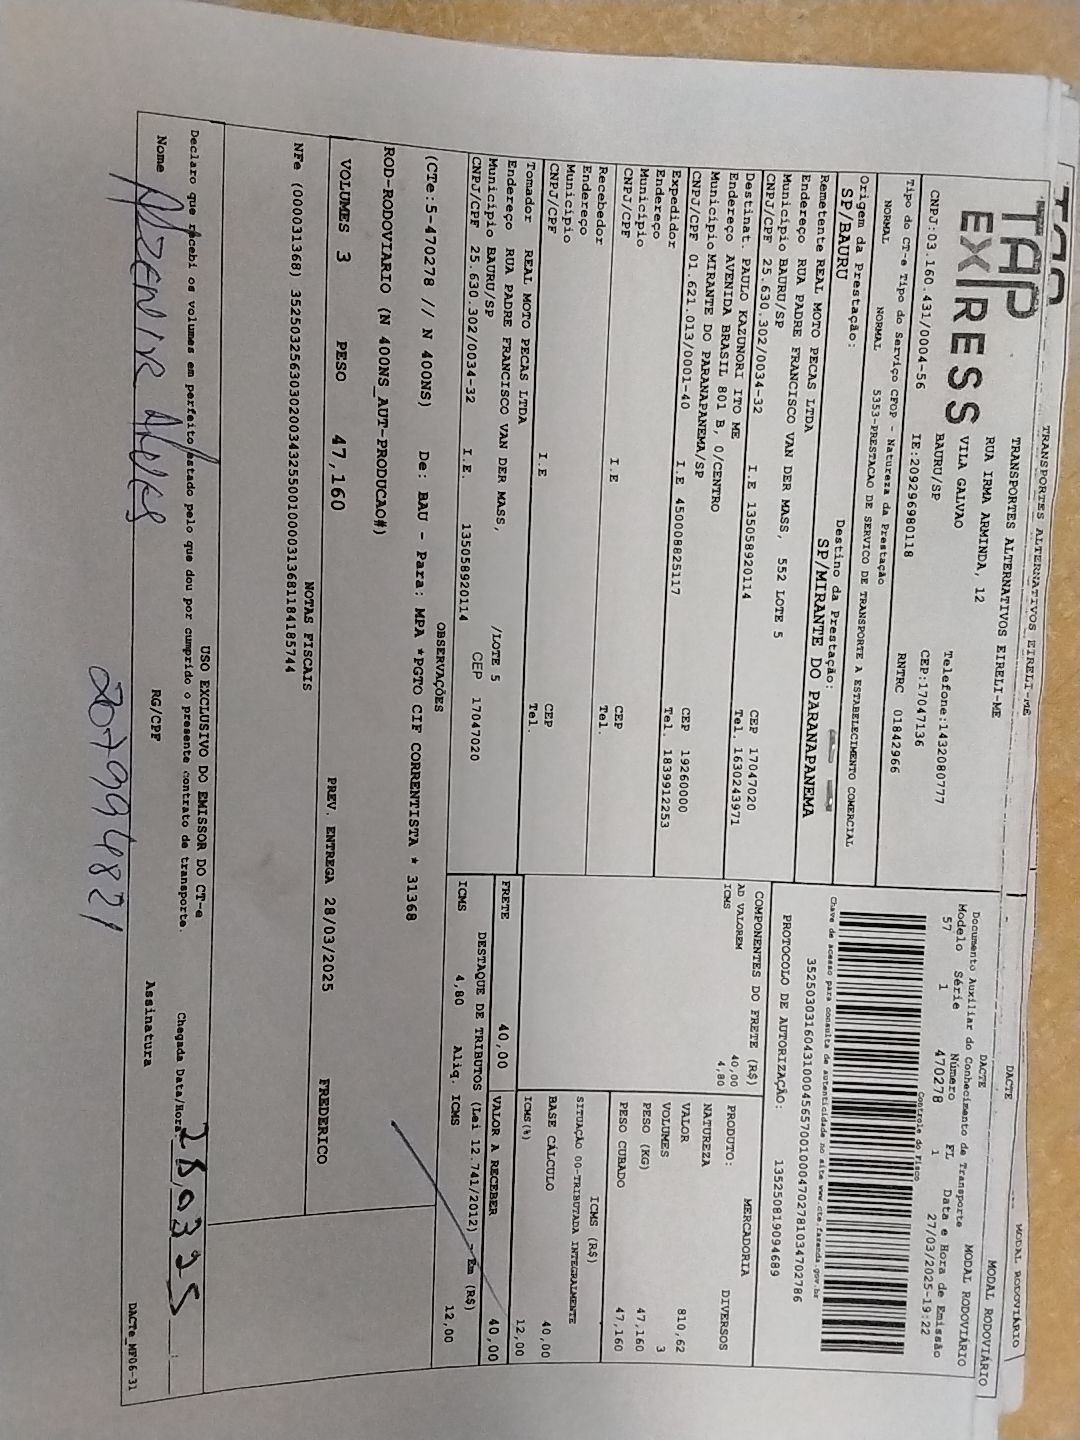 TRANSPORTES ALTERNATIVOS EIRELI-ME
DACTE
MODAL RODOVIÁRIO
TAP
EXPRESS
TRANSPORTES ALTERNATIVOS EIRELI-ME
RUA IRMA ARMINDA, 12
VILA GALVAO
BAURU/SP
Telefone:1432080777
CEP:17047136
CNPJ:03.160.431/0004-56
IE:209296980118
RNTRC 01842966
DACTE
MODAL RODOVIÁRIO
Documento Auxiliar do Conhecimento de Transporte
MODAL RODOVIÁRIO
Modelo Série Número FL Data e Hora de Emissão
57 1 470278 1 27/03/2025-19:22
Controle do Fisco
Tipo do CT-e Tipo do Serviço CFOP - Natureza da Prestação
NORMAL NORMAL 5353-PRESTACAO DE SERVICO DE TRANSPORTE A ESTABELECIMENTO COMERCIAL
Origem da Prestação:
SP/BAURU
Destino da Prestação:
SP/MIRANTE DO PARANAPANEMA
Chave de acesso para consulta de autenticidade no site www.cte.fazenda.gov.br
PROTOCOLO DE AUTORIZAÇÃO: 135250819094689
Remetente REAL MOTO PECAS LTDA
Endereço RUA PADRE FRANCISCO VAN DER MASS, 552 LOTE 5
Município BAURU/SP
CEP 17047020
CNPJ/CPF 25.630.302/0034-32 I.E 135058920114 Tel. 1630243971
Destinat. PAULO KAZUNORI ITO ME
Endereço AVENIDA BRASIL 801 B, 0/CENTRO
Município MIRANTE DO PARANAPANEMA/SP CEP 19260000
CNPJ/CPF 01.621.013/0001-40 I.E 450008825117 Tel. 1839912253
Expedidor
Endereço
Município CEP
CNPJ/CPF I.E Tel.
Recebedor
Endereço
Município CEP
CNPJ/CPF I.E Tel.
Tomador REAL MOTO PECAS LTDA
Endereço RUA PADRE FRANCISCO VAN DER MASS, /LOTE 5
Município BAURU/SP CEP 17047020
CNPJ/CPF 25.630.302/0034-32 I.E. 135058920114
COMPONENTES DO FRETE (R$)
AD VALOREM 40,00
ICMS 4,80
PRODUTO: MERCADORIA DIVERSOS
NATUREZA
VALOR 810,62
VOLUMES 3
PESO (KG) 47,160
PESO CUBADO 47,160
ICMS (R$)
SITUAÇÃO 00-TRIBUTADA INTEGRALMENTE
BASE CÁLCULO 40,00
ICMS(%) 12,00
FRETE 40,00 VALOR A RECEBER 40,00
DESTAQUE DE TRIBUTOS (Lei 12.741/2012) - Em (R$)
ICMS 4,80 Aliq. ICMS 12,00
OBSERVAÇÕES
(CTe:5-470278 // N 400NS) De: BAU - Para: MPA *PGTO CIF CORRENTISTA * 31368
ROD-RODOVIARIO (N 400NS_AUT-PRODUCAO#)
VOLUMES 3 PESO 47,160 PREV. ENTREGA 28/03/2025 FREDERICO
NOTAS FISCAIS
USO EXCLUSIVO DO EMISSOR DO CT-e
Declaro que recebi os volumes em perfeito estado pelo que dou por cumprido o presente contrato de transporte.
Chegada Data/Hora 28 03 25
Nome RG/CPF Assinatura
207994821
DACTe_MF06-31